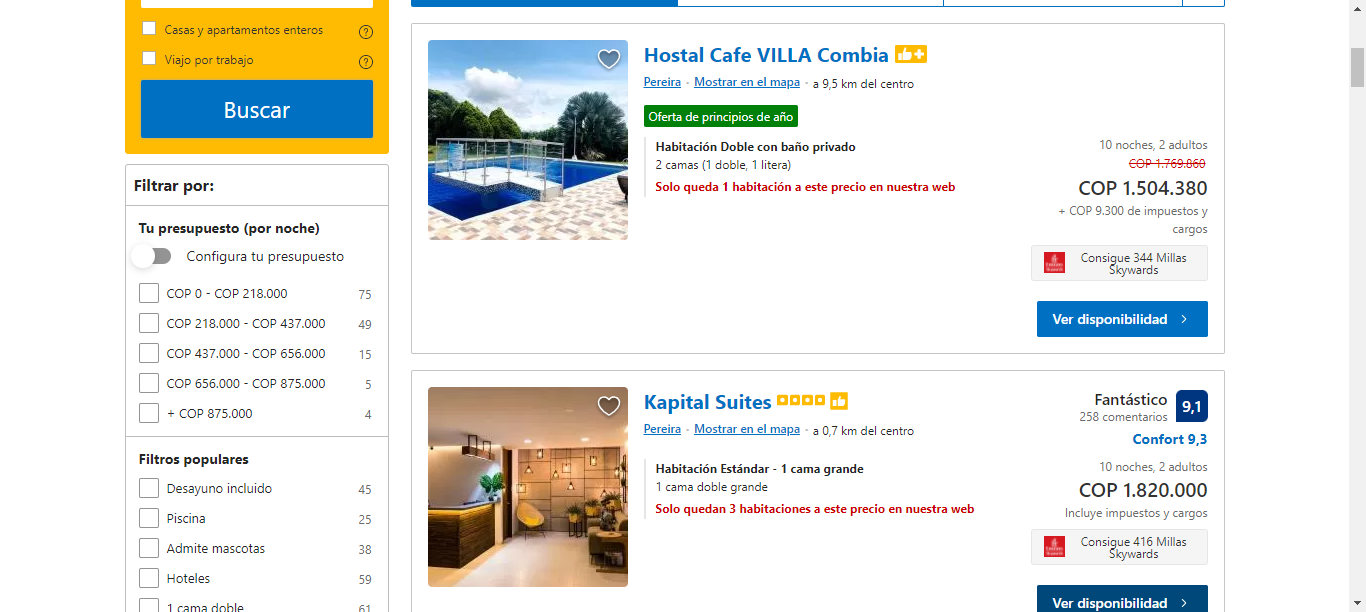 Casas y apartamentos enteros
Viajo por trabajo
Buscar
Filtrar por:
Tu presupuesto (por noche)
Configura tu presupuesto
COP 0 - COP 218.000 75
COP 218.000 - COP 437.000 49
COP 437.000 - COP 656.000 15
COP 656.000 - COP 875.000 5
+ COP 875.000 4
Filtros populares
Desayuno incluido 45
Piscina 25
Admite mascotas 38
Hoteles 59
1 cama doble 61
Hostal Cafe VILLA Combia
Pereira · Mostrar en el mapa · a 9,5 km del centro
Oferta de principios de año
Habitación Doble con baño privado
2 camas (1 doble, 1 litera)
Solo queda 1 habitación a este precio en nuestra web
10 noches, 2 adultos
COP 1.769.860
COP 1.504.380
+ COP 9.300 de impuestos y
cargos
Consigue 344 Millas
Skywards
Ver disponibilidad
Kapital Suites
Pereira · Mostrar en el mapa · a 0,7 km del centro
Habitación Estándar - 1 cama grande
1 cama doble grande
Solo quedan 3 habitaciones a este precio en nuestra web
Fantástico 9,1
258 comentarios
Confort 9,3
10 noches, 2 adultos
COP 1.820.000
Incluye impuestos y cargos
Consigue 416 Millas
Skywards
Ver disponibilidad